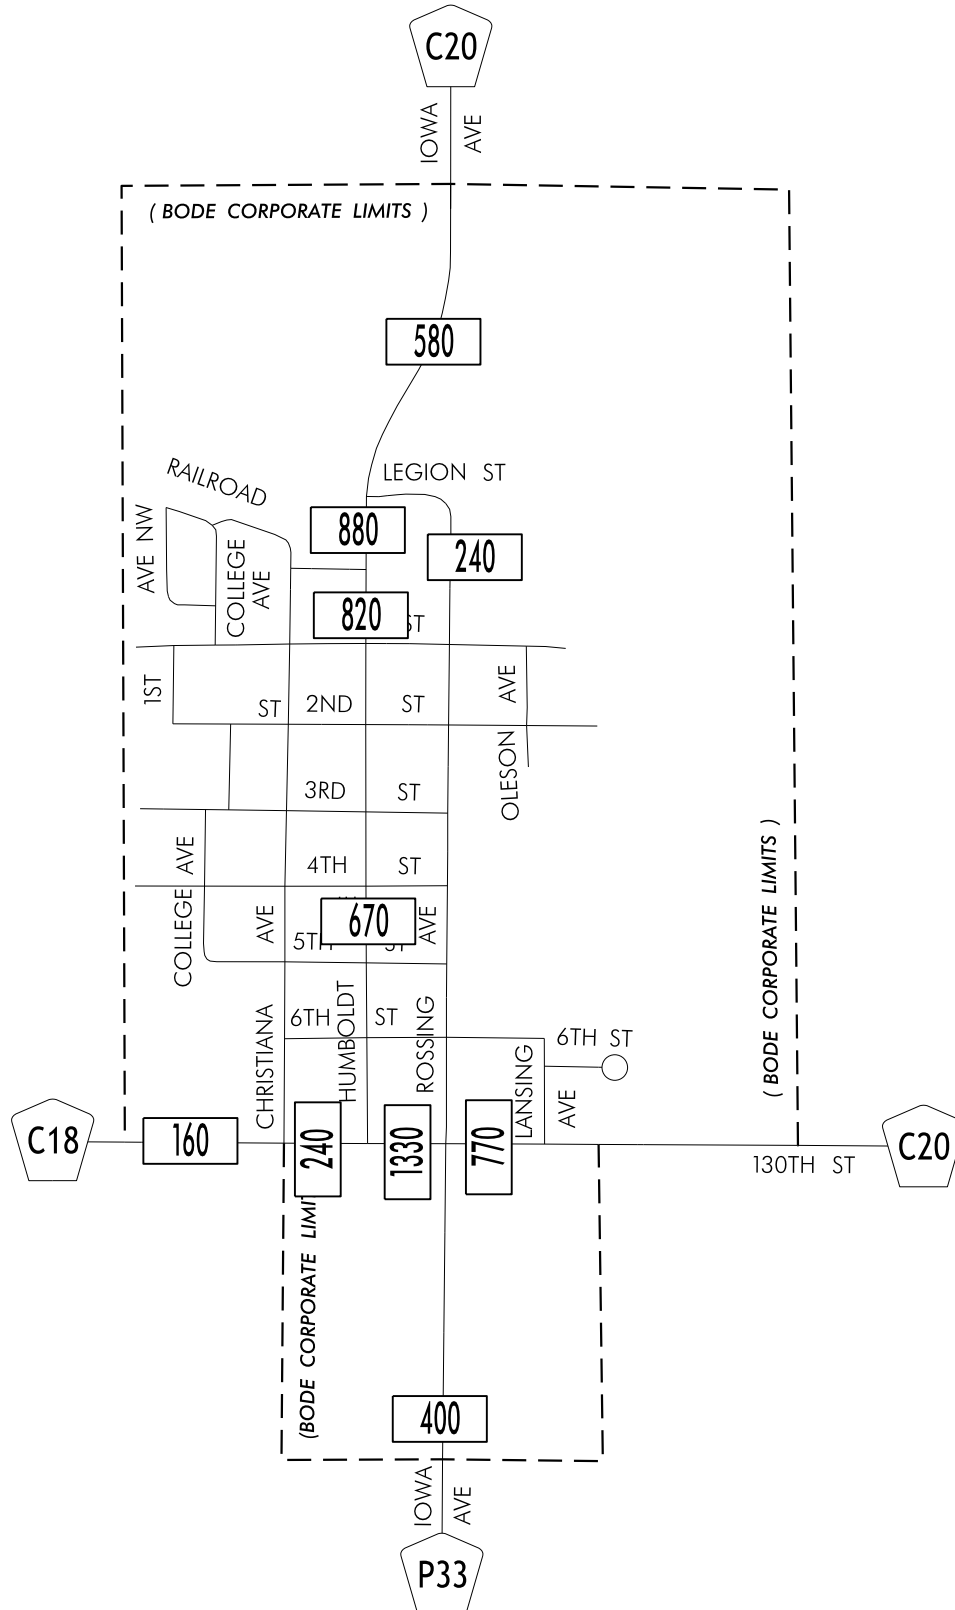 C20
IOWA
AVE
( BODE CORPORATE LIMITS )
580
RAILROAD
LEGION ST
AVE NW
880
240
COLLEGE
AVE
820
ST
1ST
ST
2ND
ST
AVE
OLESON
3RD
ST
( BODE CORPORATE LIMITS )
AVE
COLLEGE
4TH
ST
670
AVE
AVE
5TH
ST
CHRISTIANA
6TH
HUMBOLDT
ST
ROSSING
6TH ST
LANSING
AVE
C18
160
240
1330
770
C20
130TH ST
(BODE CORPORATE LIMIT
400
IOWA
AVE
P33